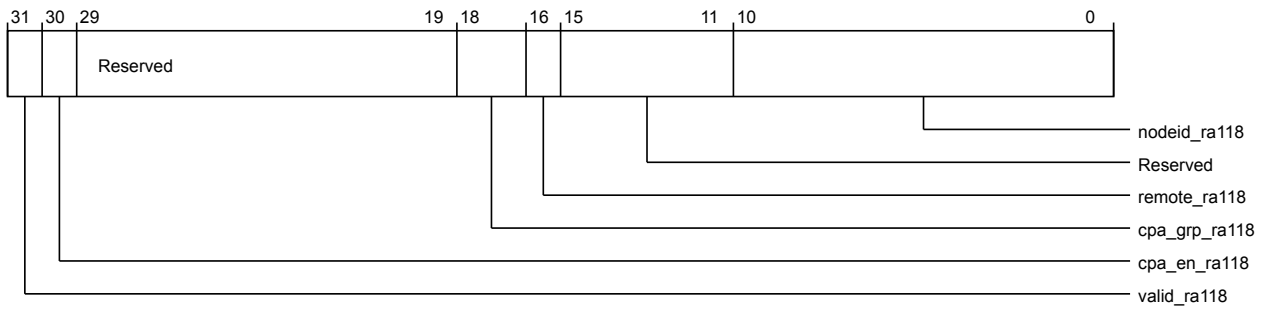 31 30 29 19 18 16 15 11 10 0
Reserved
nodeid_ra118
Reserved
remote_ra118
cpa_grp_ra118
cpa_en_ra118
valid_ra118